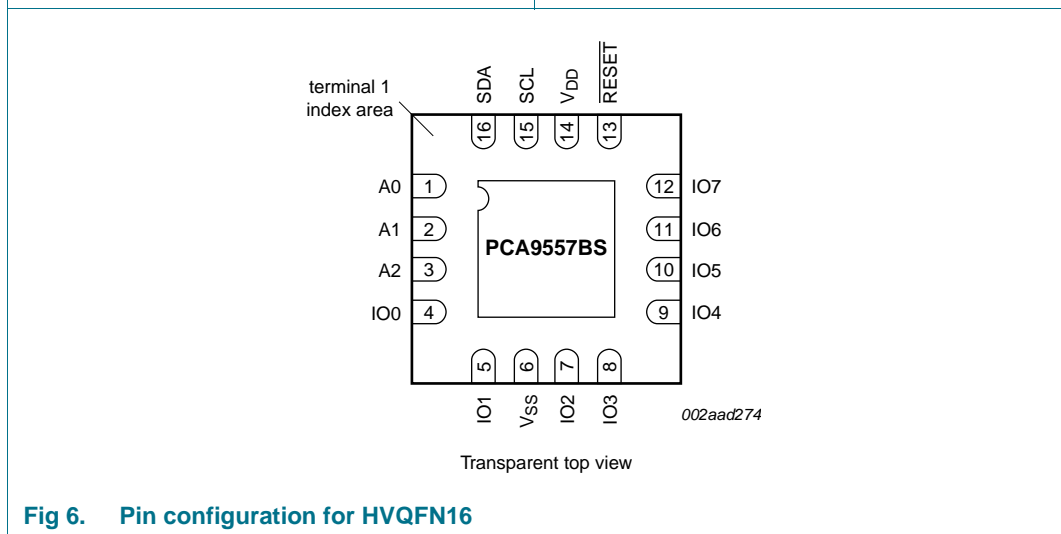 terminal 1
index area
SDA
SCL
VDD
RESET
16
15
14
13
A0
1
12
IO7
A1
2
11
IO6
PCA9557BS
A2
3
10
IO5
IO0
4
9
IO4
5
6
7
8
IO1
VSS
IO2
IO3
002aad274
Transparent top view
Fig 6. Pin configuration for HVQFN16